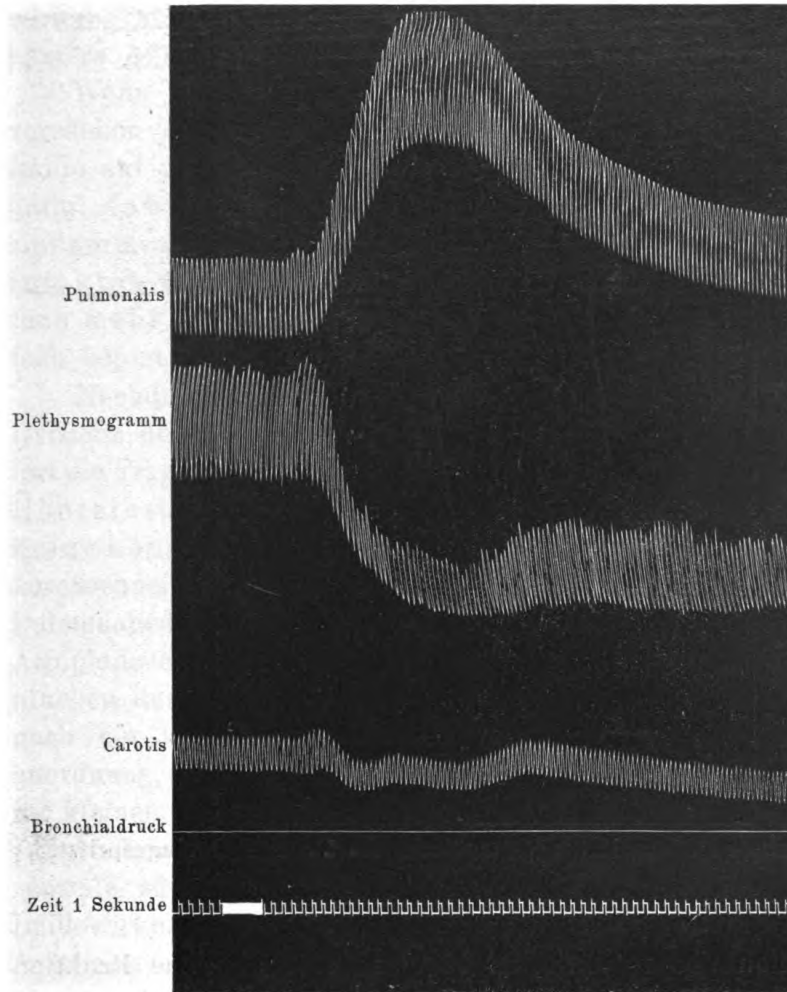 Pulmonalis
Plethysmogramm
Carotis
Bronchialdruck
Zeit 1 Sekunde